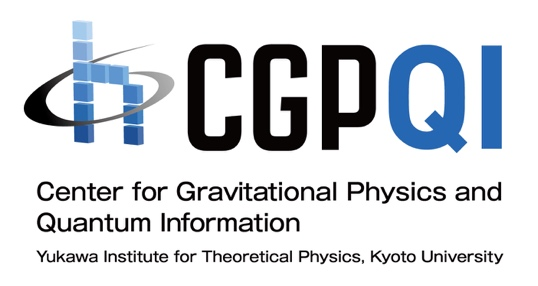 CGPQI
Center for Gravitational Physics and
Quantum Information
Yukawa Institute for Theoretical Physics, Kyoto University